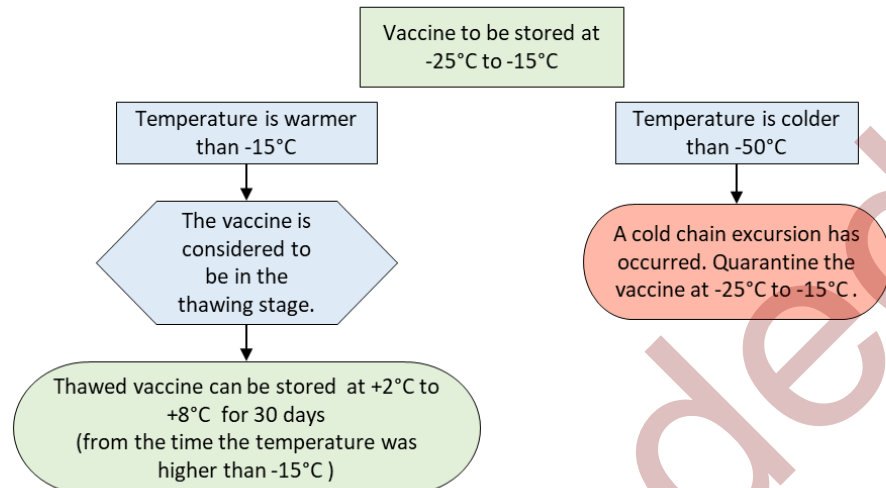 Vaccine to be stored at
-25°C to -15°C
Temperature is warmer
than -15°C
The vaccine is
considered to
be in the
thawing stage.
Thawed vaccine can be stored at +2°C to
+8°C for 30 days
(from the time the temperature was
higher than -15°C )
Temperature is colder
than -50°C
A cold chain excursion has
occurred. Quarantine the
vaccine at -25°C to -15°C .